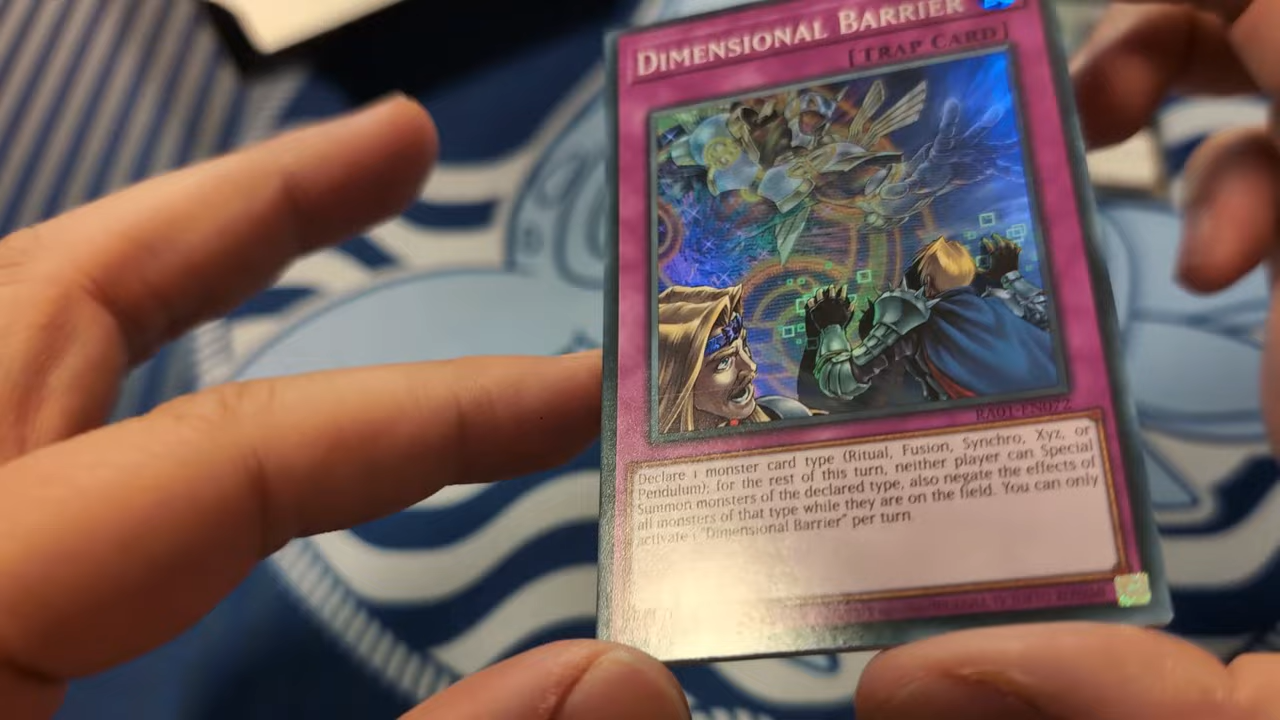 DIMENSIONAL BARRIER
[TRAP CARD]
RA01-EN072
Declare 1 monster card type (Ritual, Fusion, Synchro, Xyz, or
Pendulum); for the rest of this turn, neither player can Special
Summon monsters of the declared type, also negate the effects of
all monsters of that type while they are on the field. You can only
activate 1 "Dimensional Barrier" per turn.